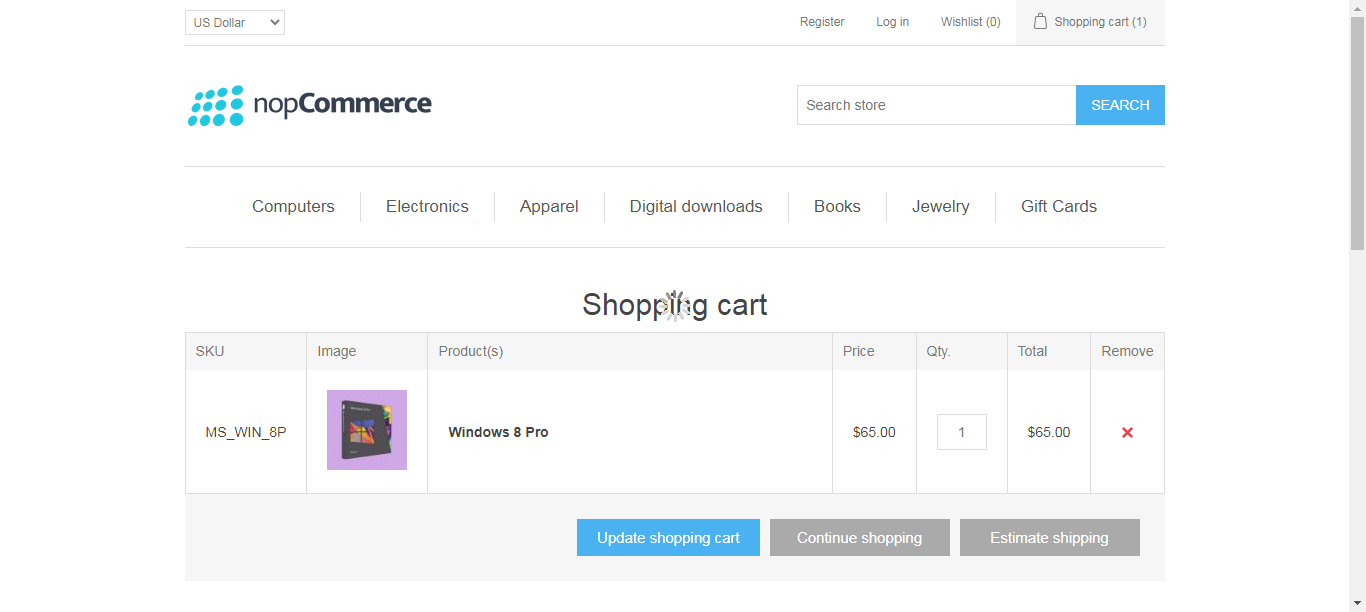 US Dollar Register Log in Wishlist (0) Shopping cart (1)
nopCommerce Search store SEARCH
Computers Electronics Apparel Digital downloads Books Jewelry Gift Cards
Shopping cart
SKU Image Product(s) Price Qty. Total Remove
MS_WIN_8P Windows 8 Pro $65.00 1 $65.00
Update shopping cart Continue shopping Estimate shipping